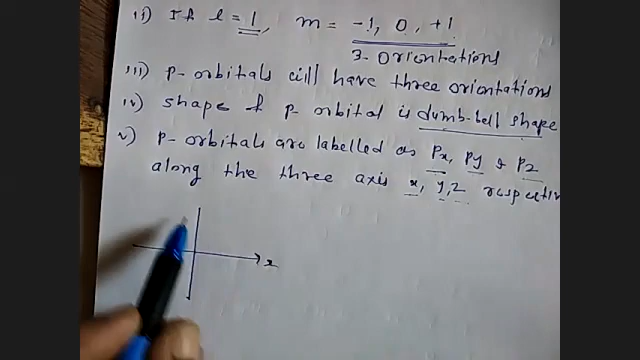 ii) If l = 1, m = -1, 0, +1
3- orientations
iii) p-orbitals will have three orientations
iv) shape of p orbital is dumb-bell shape
v) p-orbitals are labelled as Px, Py & Pz
along the three axis x, y, z
x